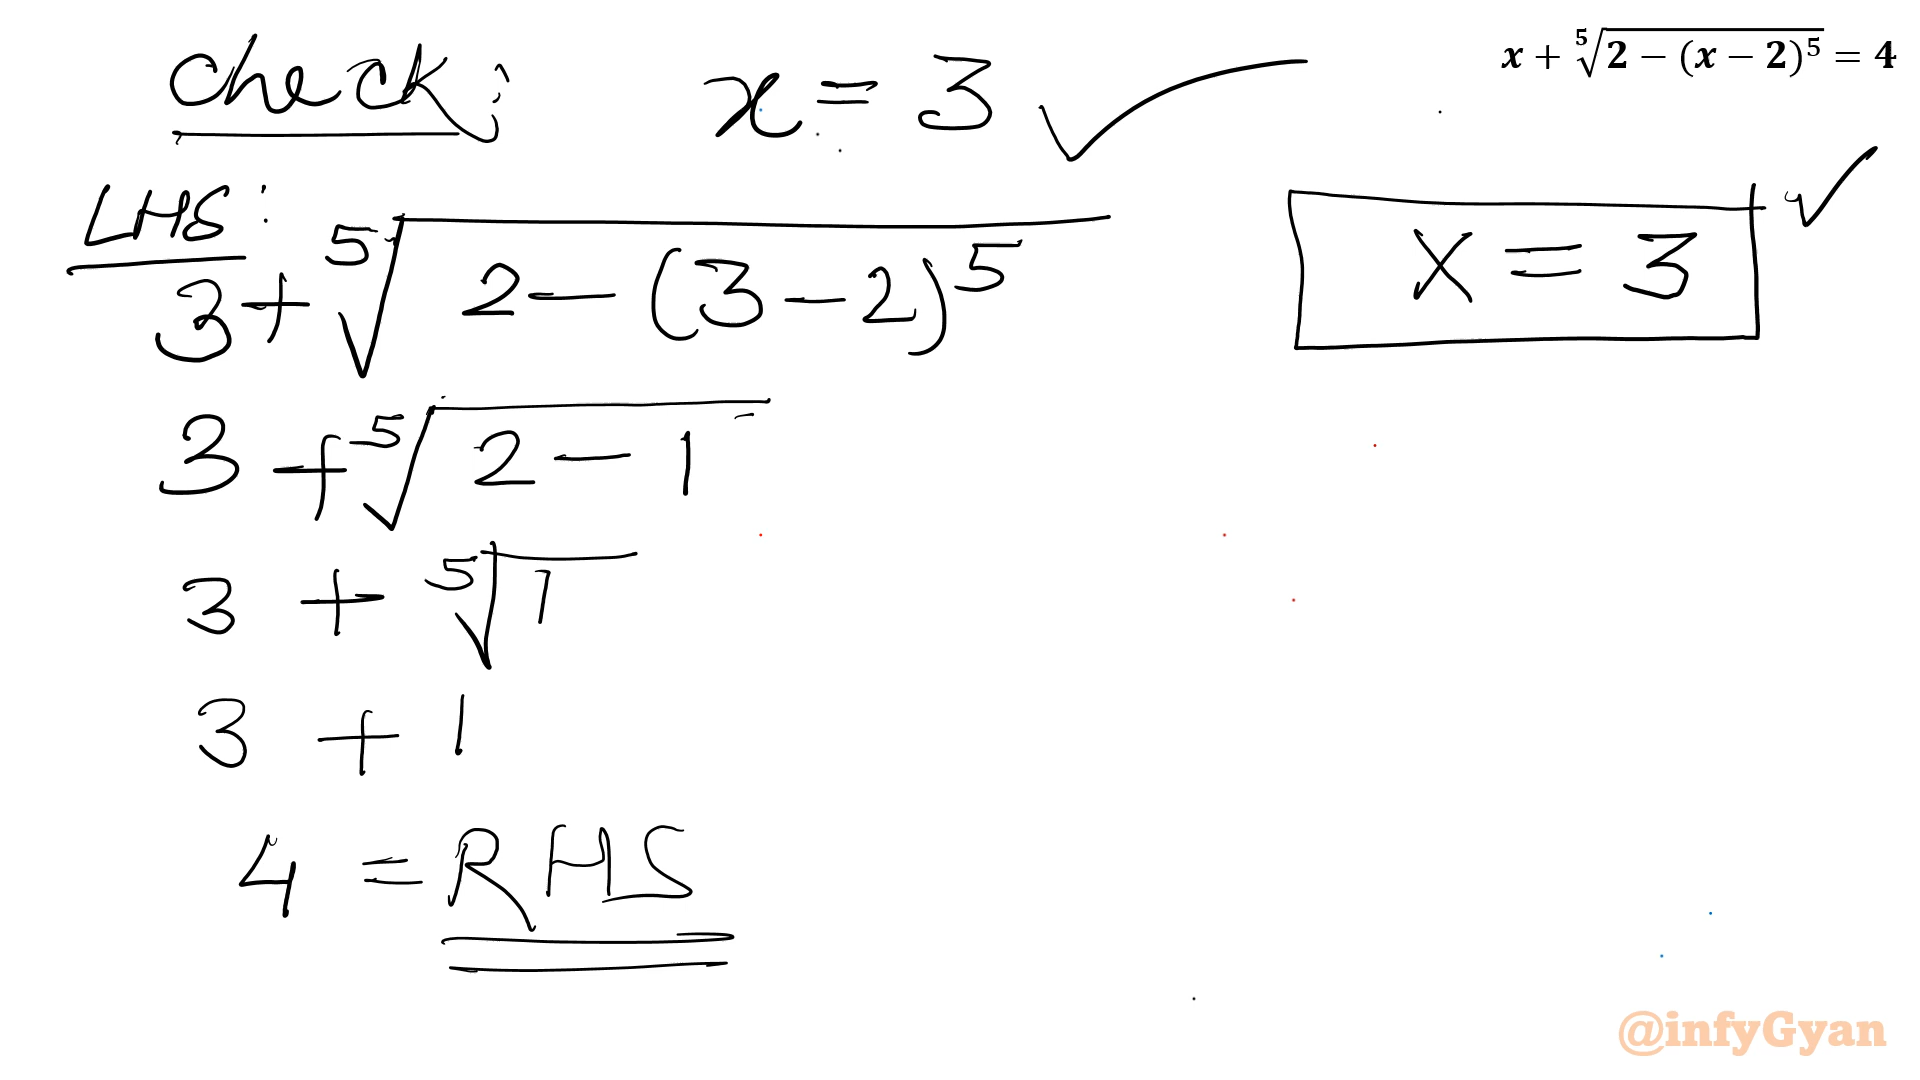 x + ⁵√(2 − (x − 2)⁵) = 4
Check: x = 3 ✓
LHS:
3 + ⁵√(2 − (3 − 2)⁵)
x = 3 ✓
3 + ⁵√(2 − 1)
3 + ⁵√1
3 + 1
4 = RHS
@infyGyan